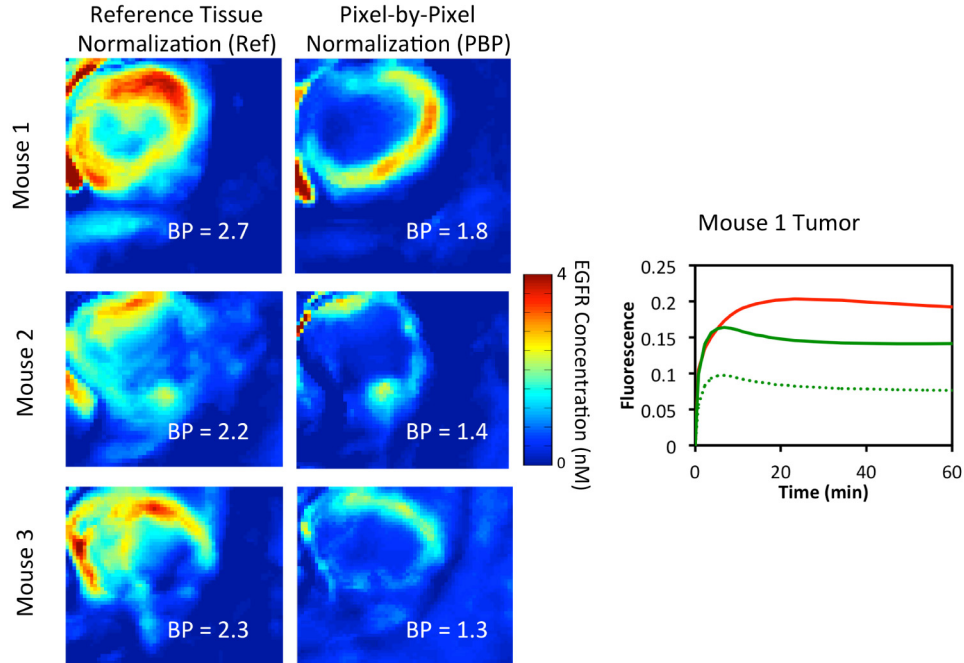 Reference Tissue
Normalization (Ref)
Pixel-by-Pixel
Normalization (PBP)
Mouse 1
BP = 2.7
BP = 1.8
Mouse 2
BP = 2.2
BP = 1.4
Mouse 3
BP = 2.3
BP = 1.3
4
0
EGFR Concentration (nM)
Mouse 1 Tumor
0.25
0.2
0.15
0.1
0.05
0
Fluorescence
0 20 40 60
Time (min)